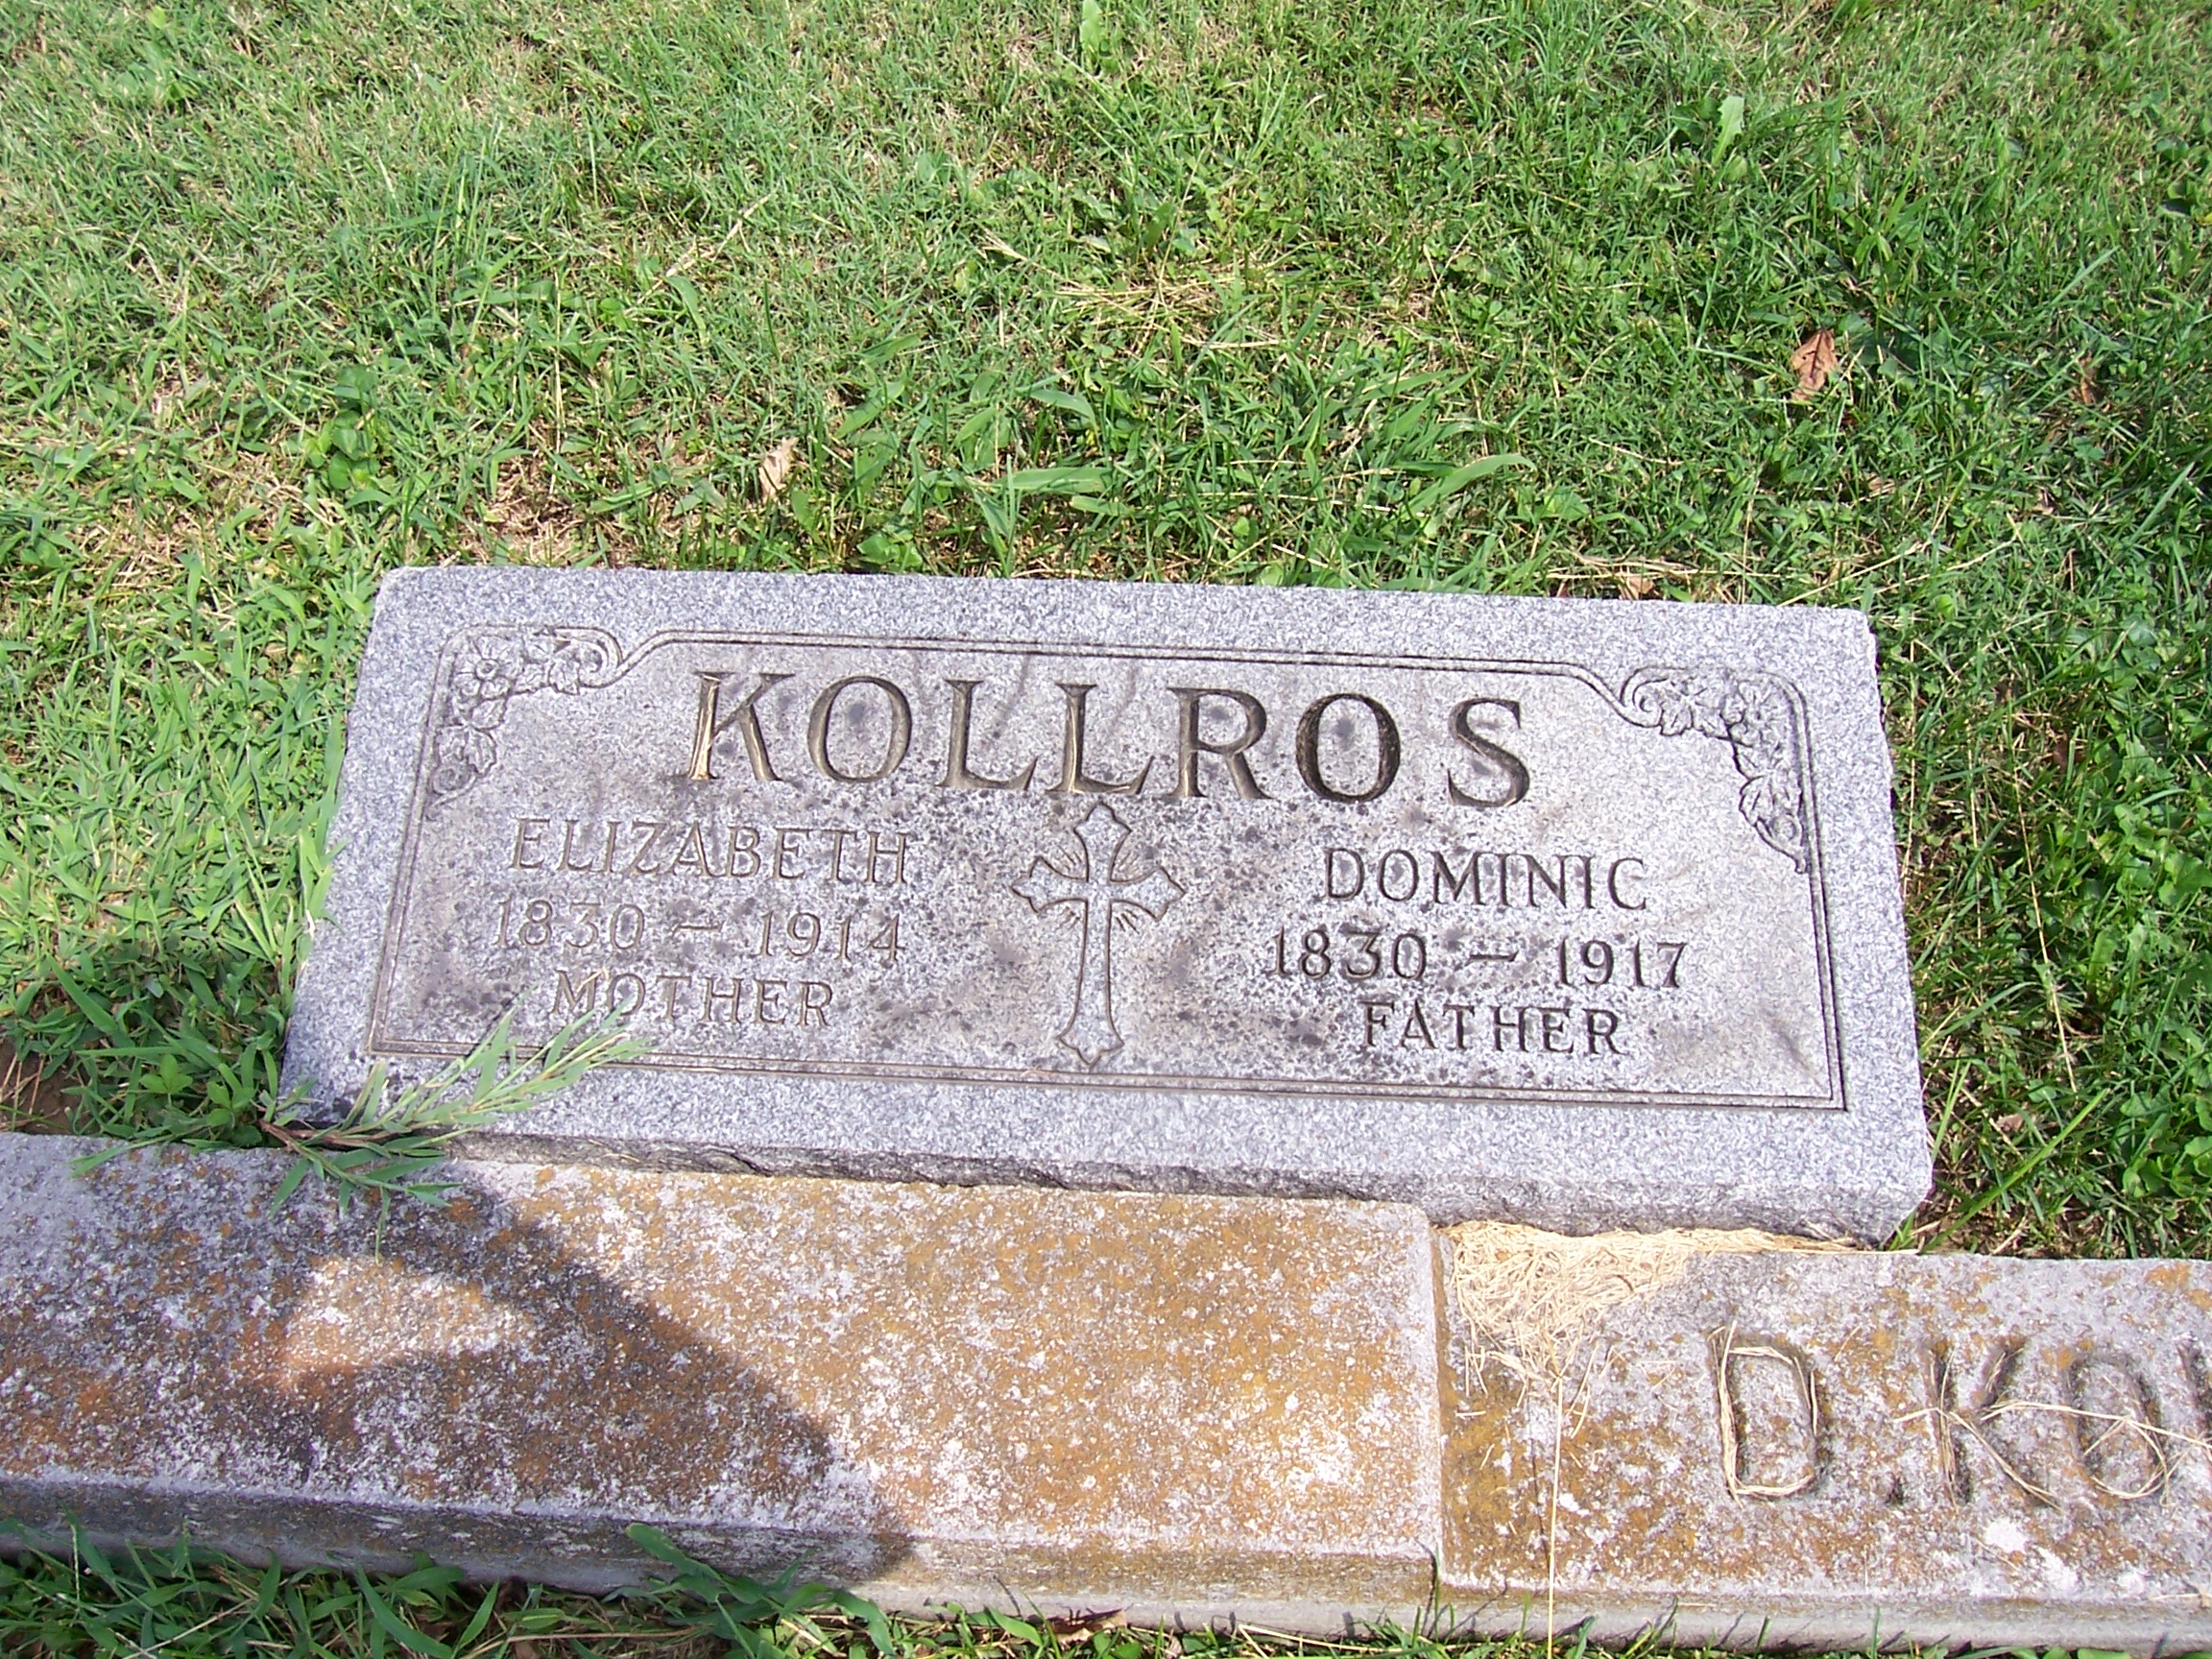 KOLLROS
ELIZABETH
1830 – 1914
MOTHER
DOMINIC
1830 – 1917
FATHER
D. KO